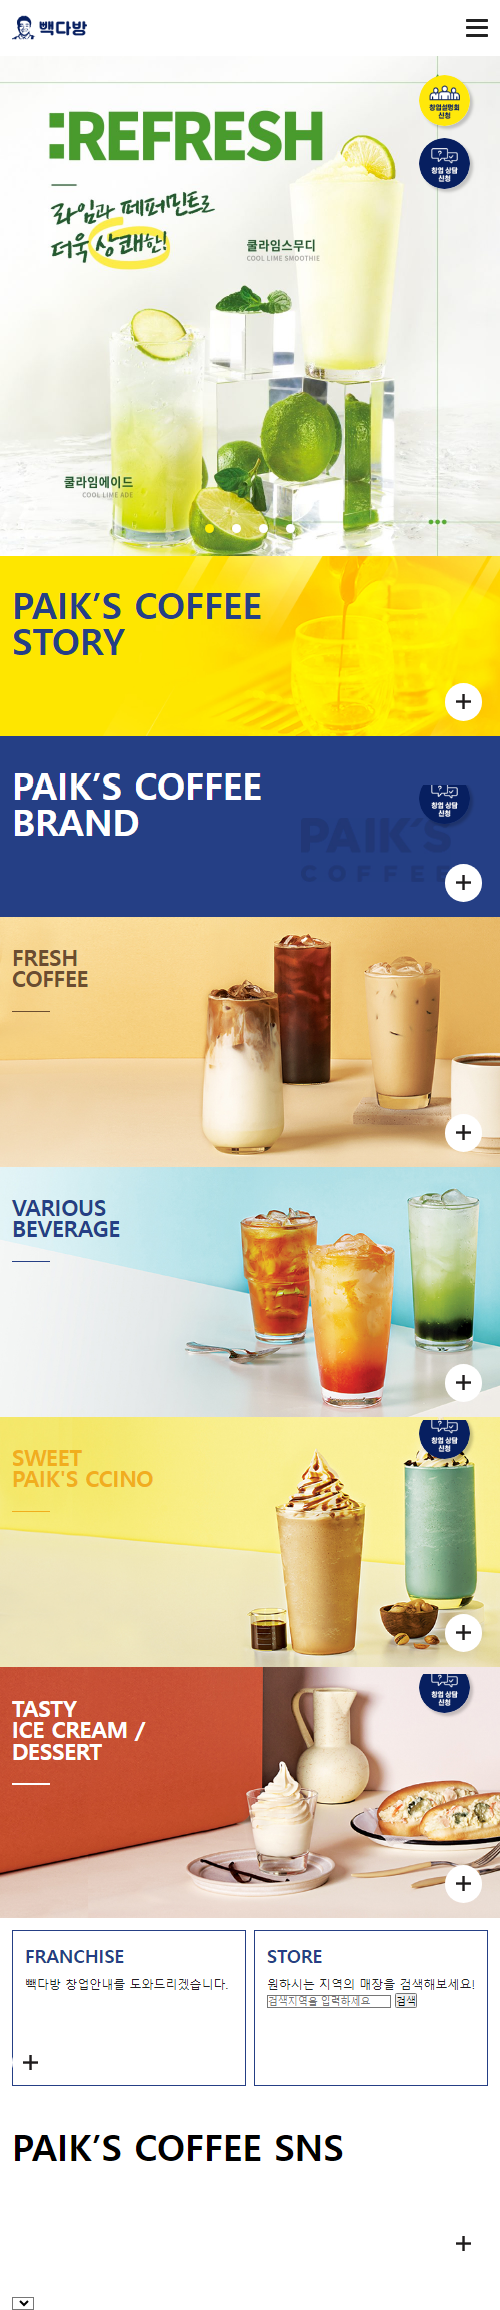 빽다방
창업설명회
신청
:REFRESH
창업 상담
신청
라임과 페퍼민트로
더욱 상쾌한!
쿨라임스무디
COOL LIME SMOOTHIE
쿨라임에이드
COOL LIME ADE
PAIK’S COFFEE
STORY
PAIK’S COFFEE
BRAND
창업 상담
신청
PAIK’S
COFFEE
FRESH
COFFEE
VARIOUS
BEVERAGE
창업 상담
신청
SWEET
PAIK'S CCINO
창업 상담
신청
TASTY
ICE CREAM /
DESSERT
FRANCHISE
빽다방 창업안내를 도와드리겠습니다.
STORE
원하시는 지역의 매장을 검색해보세요!
검색지역을 입력하세요 검색
PAIK’S COFFEE SNS